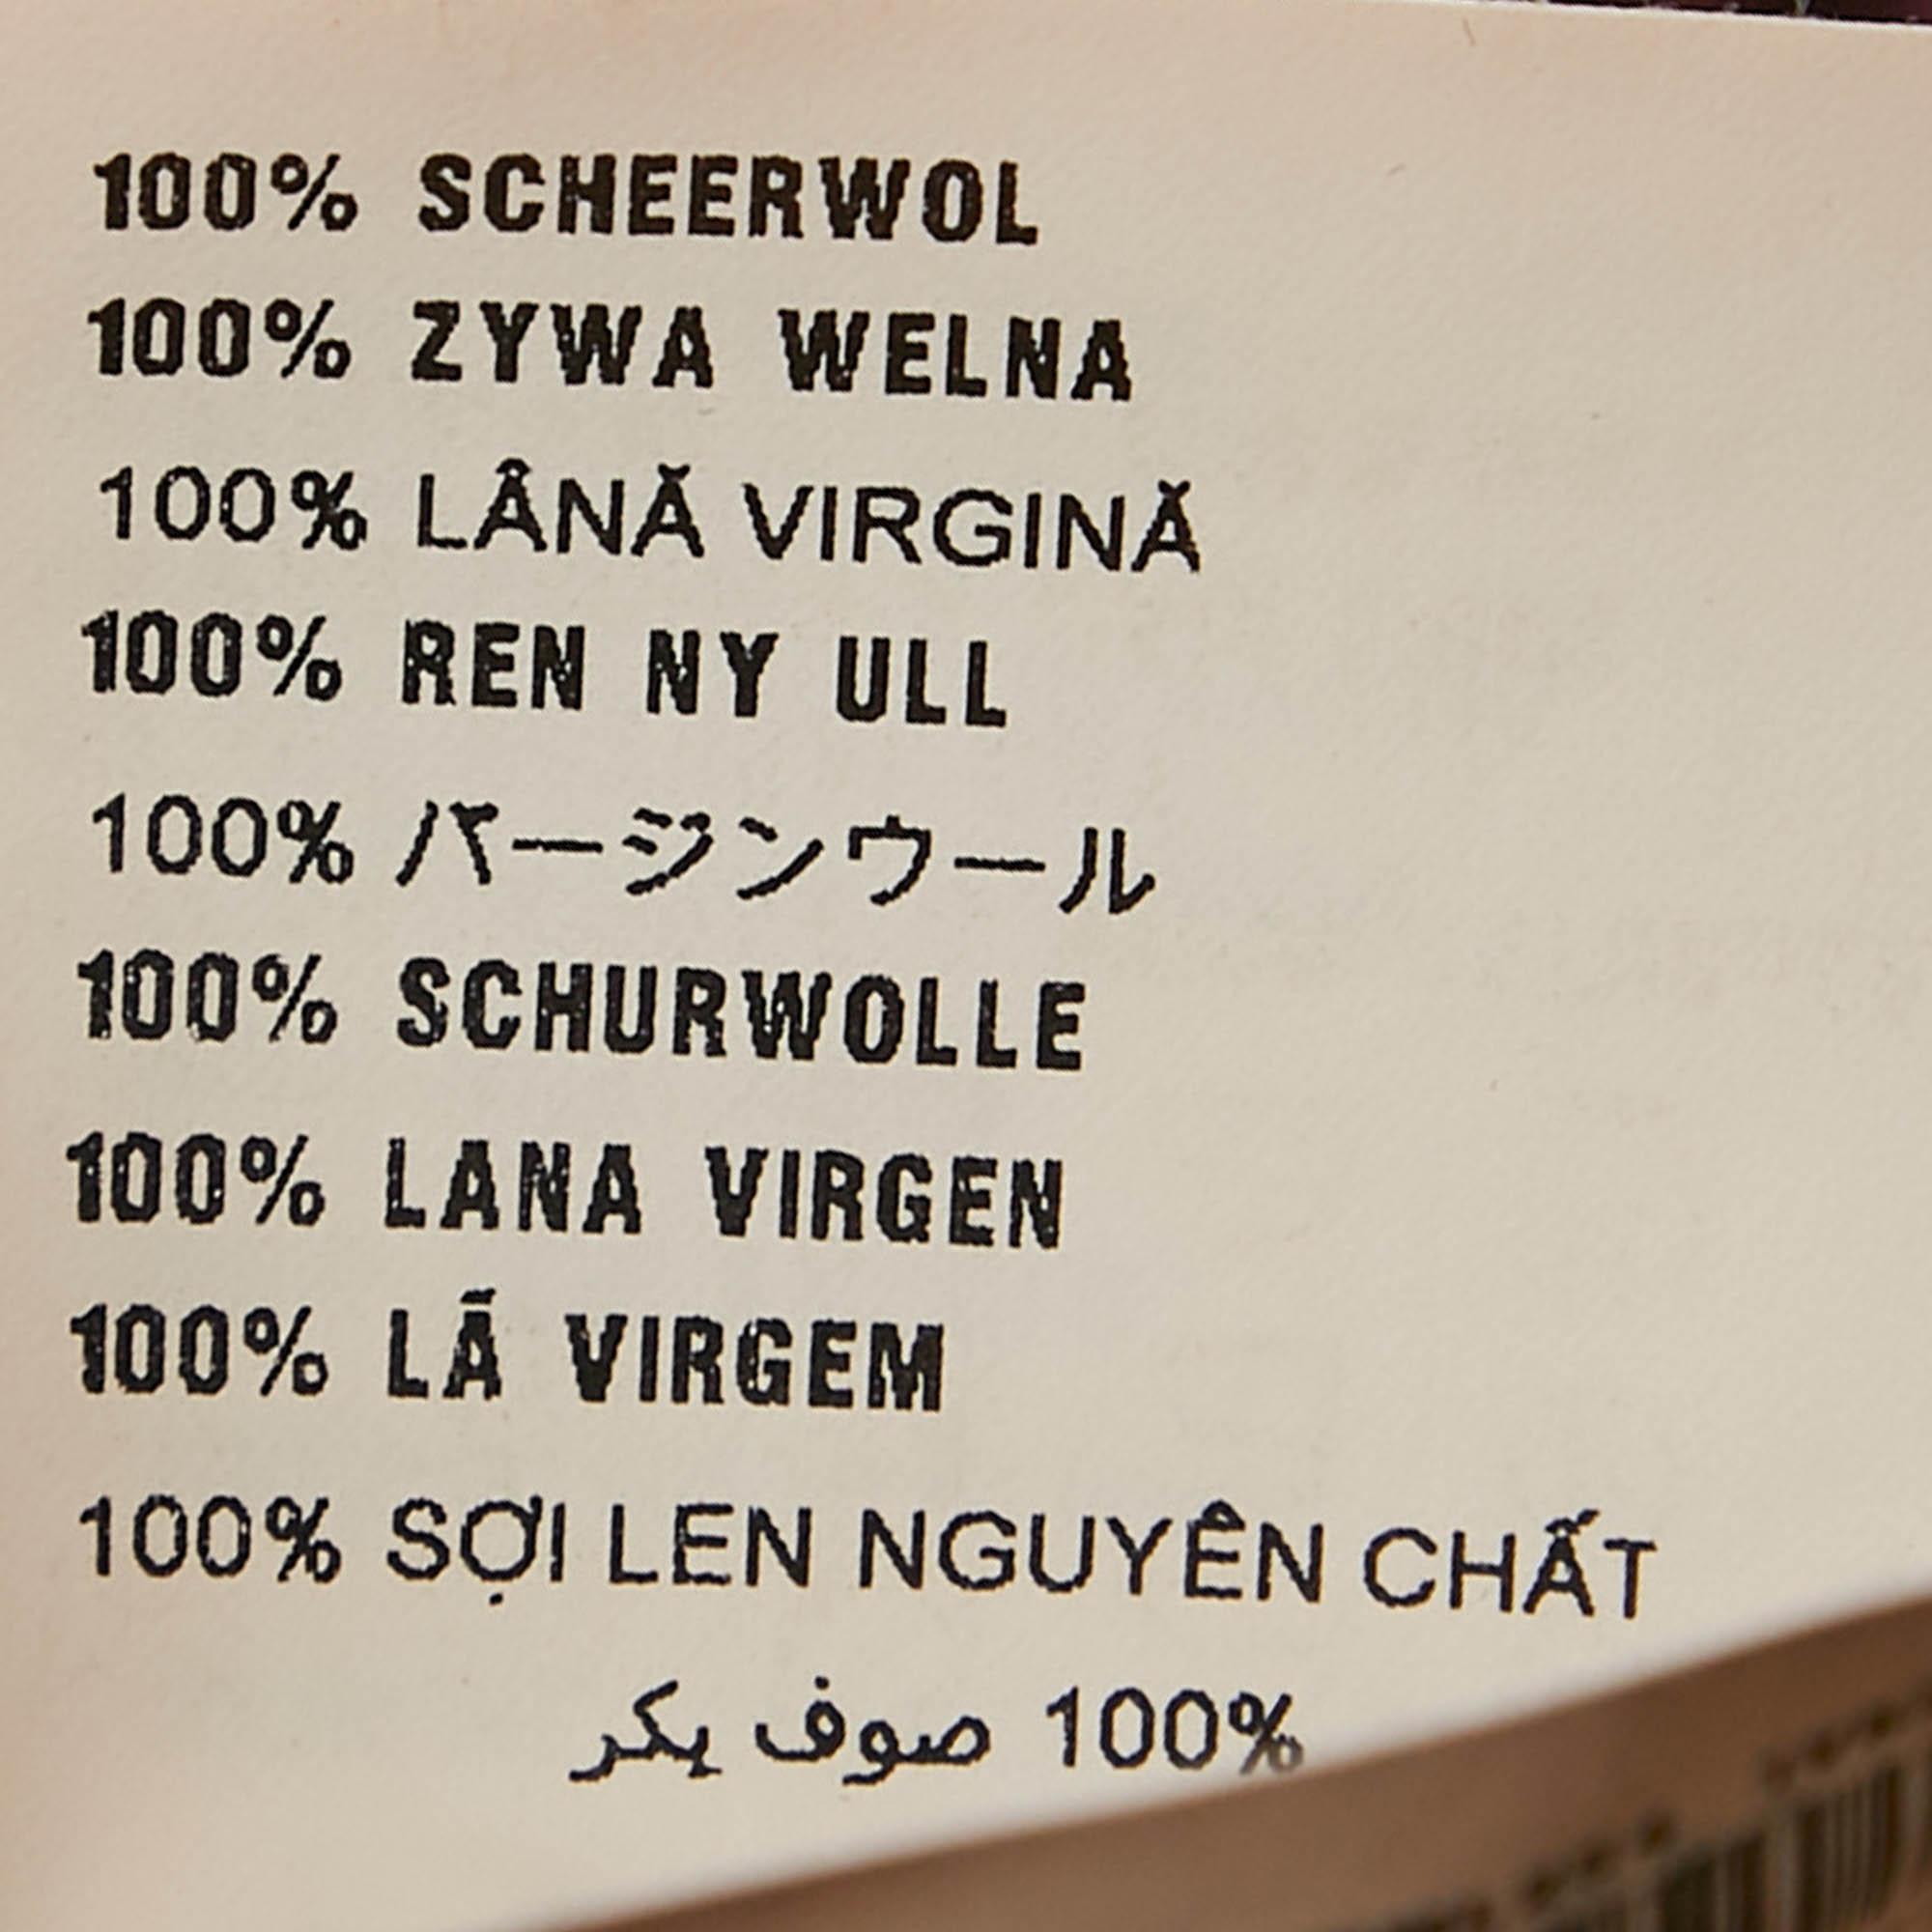 100% SCHEERWOL
100% ZYWA WELNA
100% LÂNĂ VIRGINĂ
100% REN NY ULL
100% バージンウール
100% SCHURWOLLE
100% LANA VIRGEN
100% LÃ VIRGEM
100% SỢI LEN NGUYÊN CHẤT
100% صوف بكر